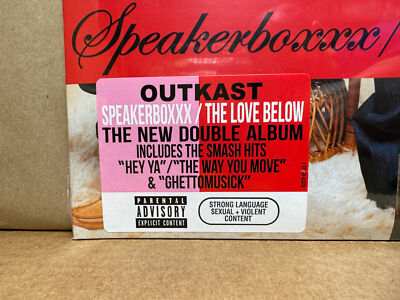 Speakerboxxx/
OUTKAST
SPEAKERBOXXX / THE LOVE BELOW
THE NEW DOUBLE ALBUM
INCLUDES THE SMASH HITS
"HEY YA"/"THE WAY YOU MOVE"
& "GHETTOMUSICK"
PARENTAL
ADVISORY
EXPLICIT CONTENT
STRONG LANGUAGE
SEXUAL + VIOLENT
CONTENT